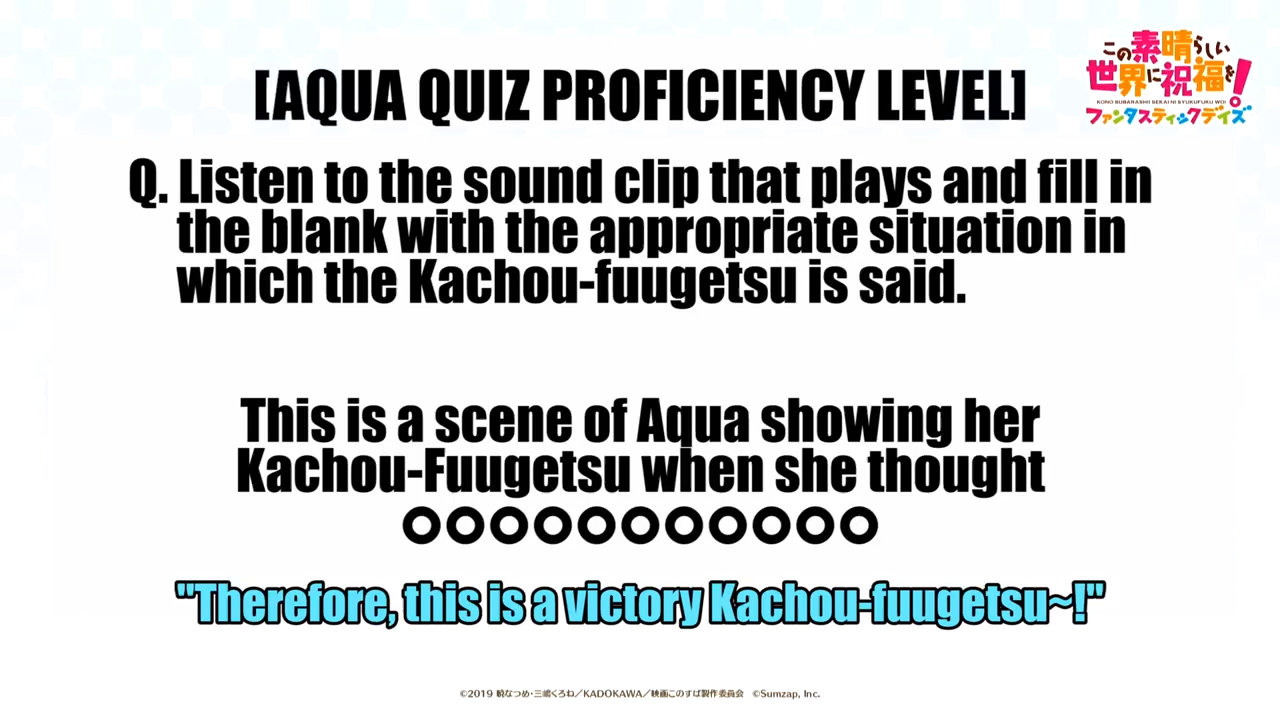 この素晴らしい
世界に祝福を!
KONO SUBARASHII SEKAI NI SYUKUFUKU WO!
ファンタスティックデイズ
[AQUA QUIZ PROFICIENCY LEVEL]
Q. Listen to the sound clip that plays and fill in
the blank with the appropriate situation in
which the Kachou-fuugetsu is said.
This is a scene of Aqua showing her
Kachou-Fuugetsu when she thought
○○○○○○○○○○○
"Therefore, this is a victory Kachou-fuugetsu~!"
©2019 暁なつめ・三嶋くろね／KADOKAWA／映画このすば製作委員会 ©Sumzap, Inc.